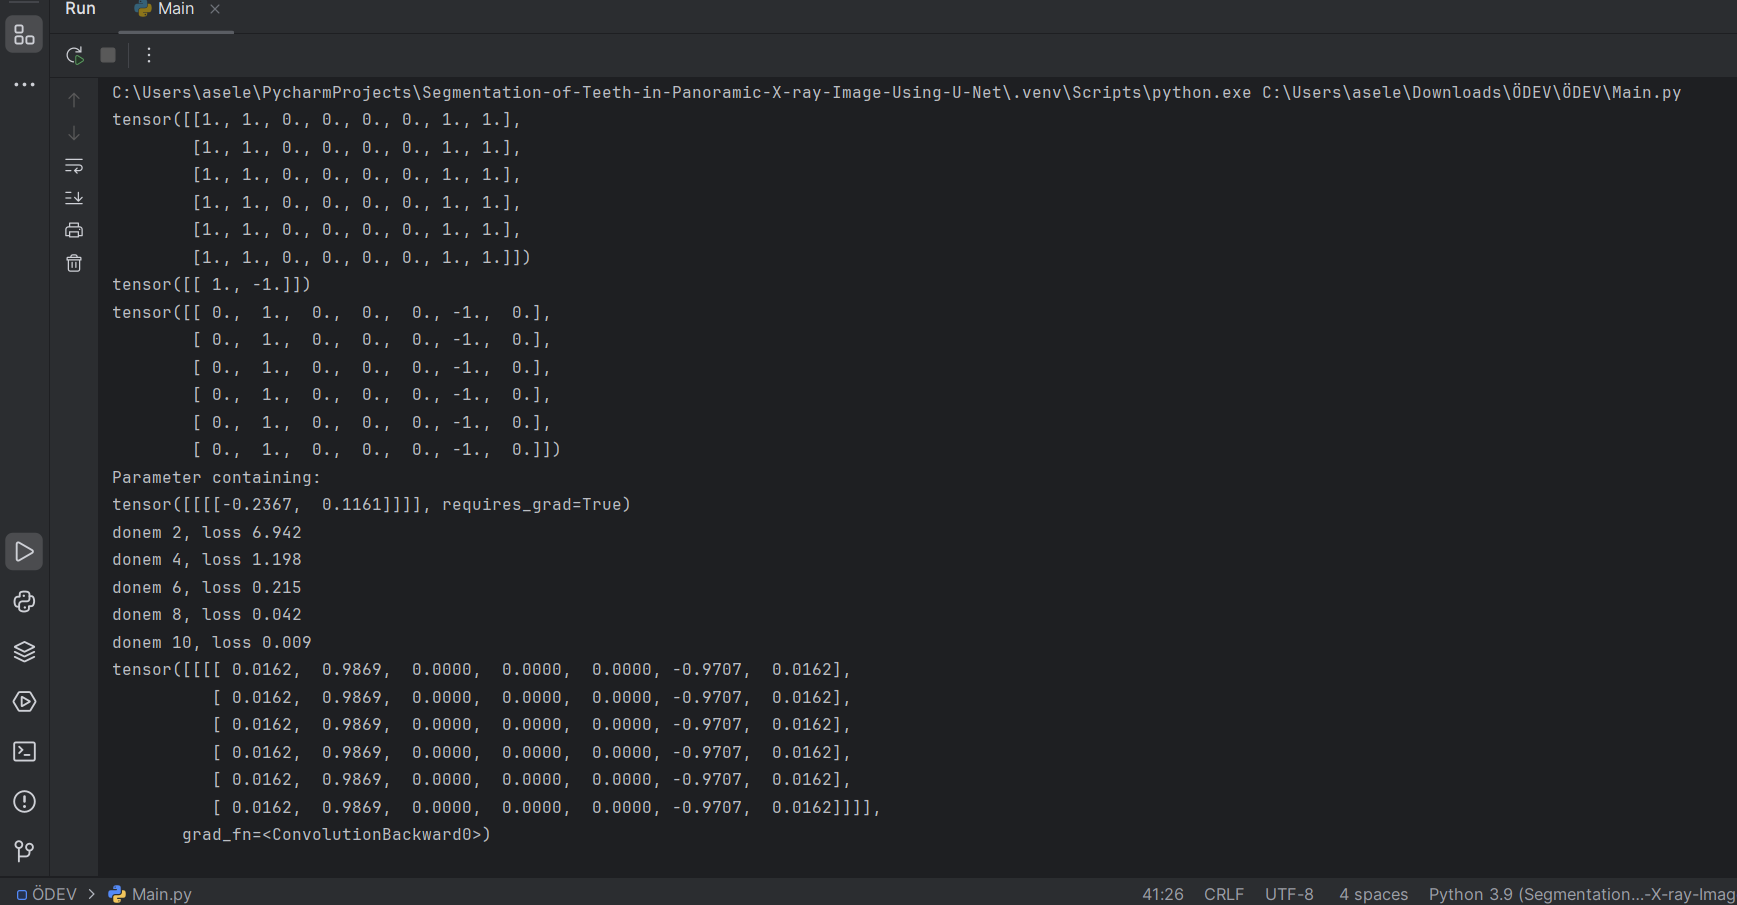 Run Main
C:\Users\asele\PycharmProjects\Segmentation-of-Teeth-in-Panoramic-X-ray-Image-Using-U-Net\.venv\Scripts\python.exe C:\Users\asele\Downloads\ÖDEV\ÖDEV\Main.py
tensor([[1., 1., 0., 0., 0., 0., 1., 1.],
        [1., 1., 0., 0., 0., 0., 1., 1.],
        [1., 1., 0., 0., 0., 0., 1., 1.],
        [1., 1., 0., 0., 0., 0., 1., 1.],
        [1., 1., 0., 0., 0., 0., 1., 1.],
        [1., 1., 0., 0., 0., 0., 1., 1.]])
tensor([[ 1., -1.]])
tensor([[ 0.,  1.,  0.,  0.,  0., -1.,  0.],
        [ 0.,  1.,  0.,  0.,  0., -1.,  0.],
        [ 0.,  1.,  0.,  0.,  0., -1.,  0.],
        [ 0.,  1.,  0.,  0.,  0., -1.,  0.],
        [ 0.,  1.,  0.,  0.,  0., -1.,  0.],
        [ 0.,  1.,  0.,  0.,  0., -1.,  0.]])
Parameter containing:
tensor([[[[-0.2367,  0.1161]]]], requires_grad=True)
donem 2, loss 6.942
donem 4, loss 1.198
donem 6, loss 0.215
donem 8, loss 0.042
donem 10, loss 0.009
tensor([[[[ 0.0162,  0.9869,  0.0000,  0.0000,  0.0000, -0.9707,  0.0162],
          [ 0.0162,  0.9869,  0.0000,  0.0000,  0.0000, -0.9707,  0.0162],
          [ 0.0162,  0.9869,  0.0000,  0.0000,  0.0000, -0.9707,  0.0162],
          [ 0.0162,  0.9869,  0.0000,  0.0000,  0.0000, -0.9707,  0.0162],
          [ 0.0162,  0.9869,  0.0000,  0.0000,  0.0000, -0.9707,  0.0162],
          [ 0.0162,  0.9869,  0.0000,  0.0000,  0.0000, -0.9707,  0.0162]]]],
       grad_fn=<ConvolutionBackward0>)
ÖDEV > Main.py 41:26 CRLF UTF-8 4 spaces Python 3.9 (Segmentation...-X-ray-Imag